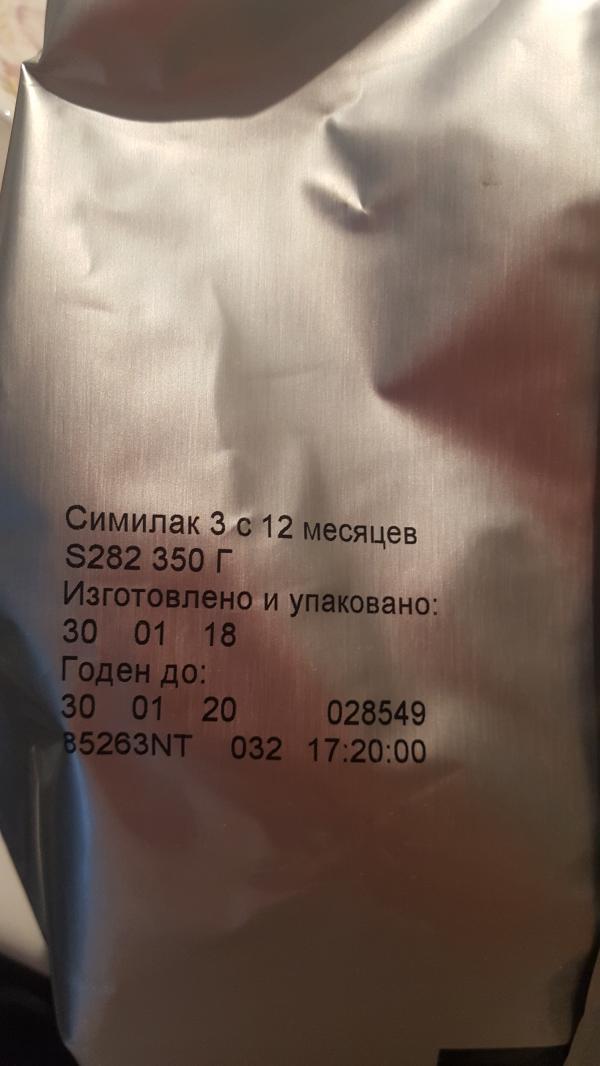 Симилак 3 с 12 месяцев
S282 350 Г
Изготовлено и упаковано:
30 01 18
Годен до:
30 01 20 028549
85263NT 032 17:20:00